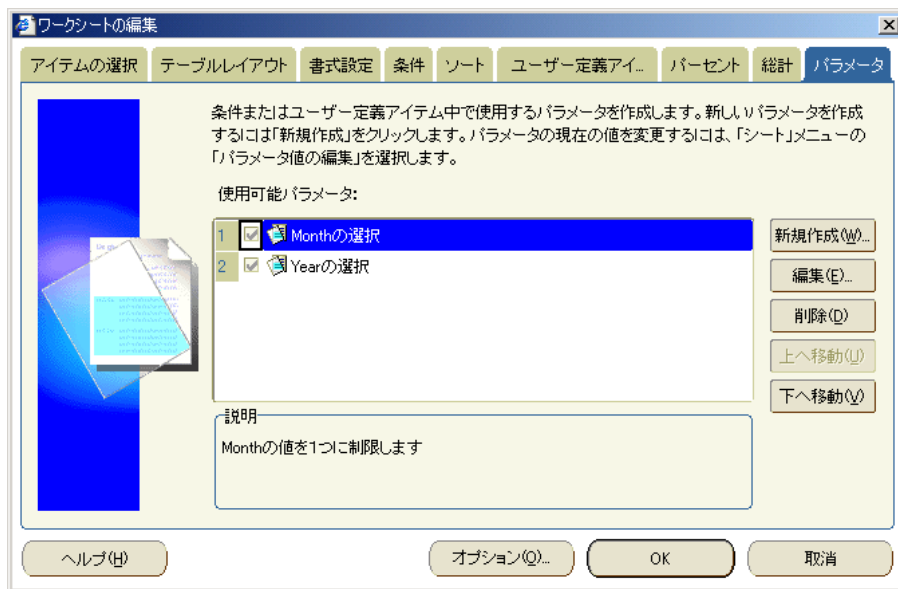 ワークシートの編集
アイテムの選択 テーブルレイアウト 書式設定 条件 ソート ユーザー定義アイ... パーセント 総計 パラメータ
条件またはユーザー定義アイテム中で使用するパラメータを作成します。新しいパラメータを作成
するには「新規作成」をクリックします。パラメータの現在の値を変更するには、「シート」メニューの
「パラメータ値の編集」を選択します。
使用可能パラメータ:
1 Monthの選択
2 Yearの選択
新規作成(W)...
編集(E)...
削除(D)
上へ移動(U)
下へ移動(V)
説明
Monthの値を1つに制限します
ヘルプ(H) オプション(O)... OK 取消